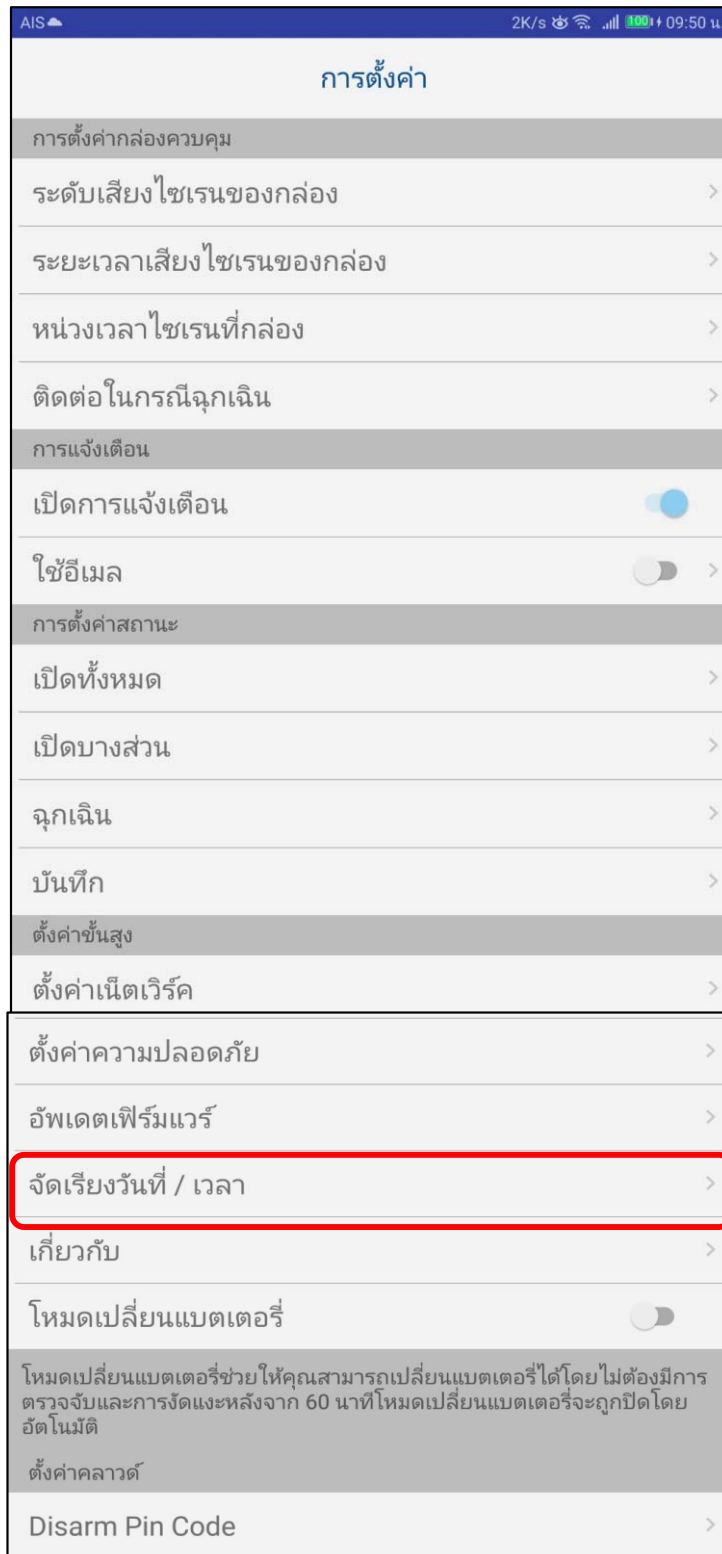 AIS
2K/s 100 09:50 น
การตั้งค่า
การตั้งค่ากล่องควบคุม
ระดับเสียงไซเรนของกล่อง
ระยะเวลาเสียงไซเรนของกล่อง
หน่วงเวลาไซเรนที่กล่อง
ติดต่อในกรณีฉุกเฉิน
การแจ้งเตือน
เปิดการแจ้งเตือน
ใช้อีเมล
การตั้งค่าสถานะ
เปิดทั้งหมด
เปิดบางส่วน
ฉุกเฉิน
บันทึก
ตั้งค่าขั้นสูง
ตั้งค่าเน็ตเวิร์ค
ตั้งค่าความปลอดภัย
อัพเดตเฟิร์มแวร์
จัดเรียงวันที่ / เวลา
เกี่ยวกับ
โหมดเปลี่ยนแบตเตอรี่
โหมดเปลี่ยนแบตเตอรี่ช่วยให้คุณสามารถเปลี่ยนแบตเตอรี่ได้โดยไม่ต้องมีการ
ตรวจจับและการงัดแงะหลังจาก 60 นาทีโหมดเปลี่ยนแบตเตอรี่จะถูกปิดโดย
อัตโนมัติ
ตั้งค่าคลาวด์
Disarm Pin Code